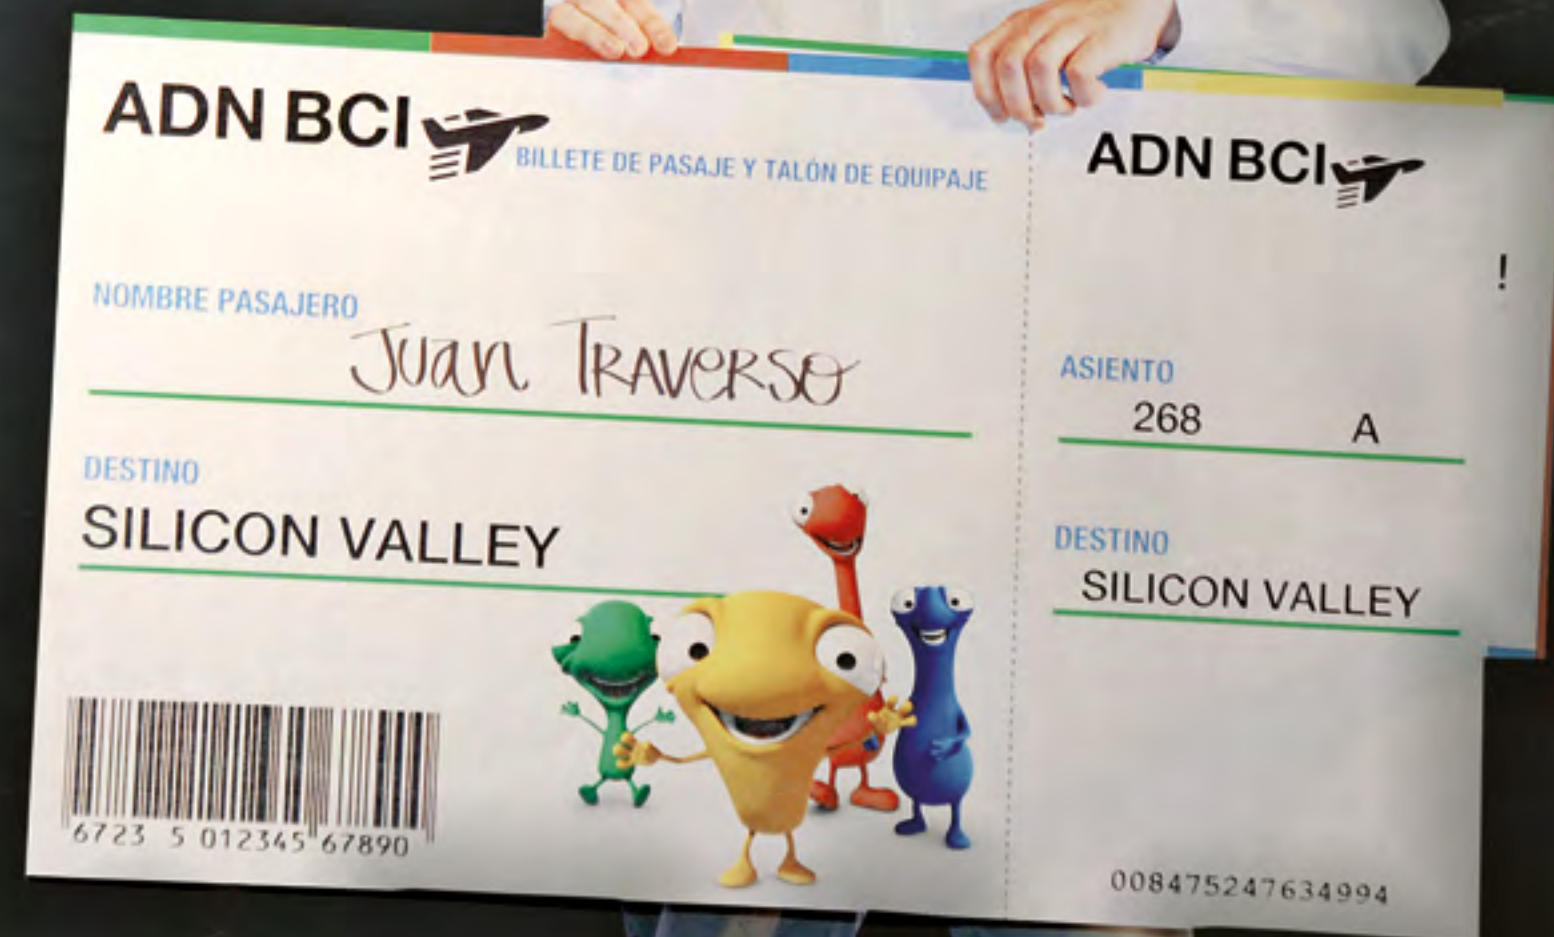 ADN BCI
BILLETE DE PASAJE Y TALÓN DE EQUIPAJE
NOMBRE PASAJERO
Juan TRAVERSO
DESTINO
SILICON VALLEY
6723 5 012345 67890
ADN BCI
!
ASIENTO
268 A
DESTINO
SILICON VALLEY
008475247634994